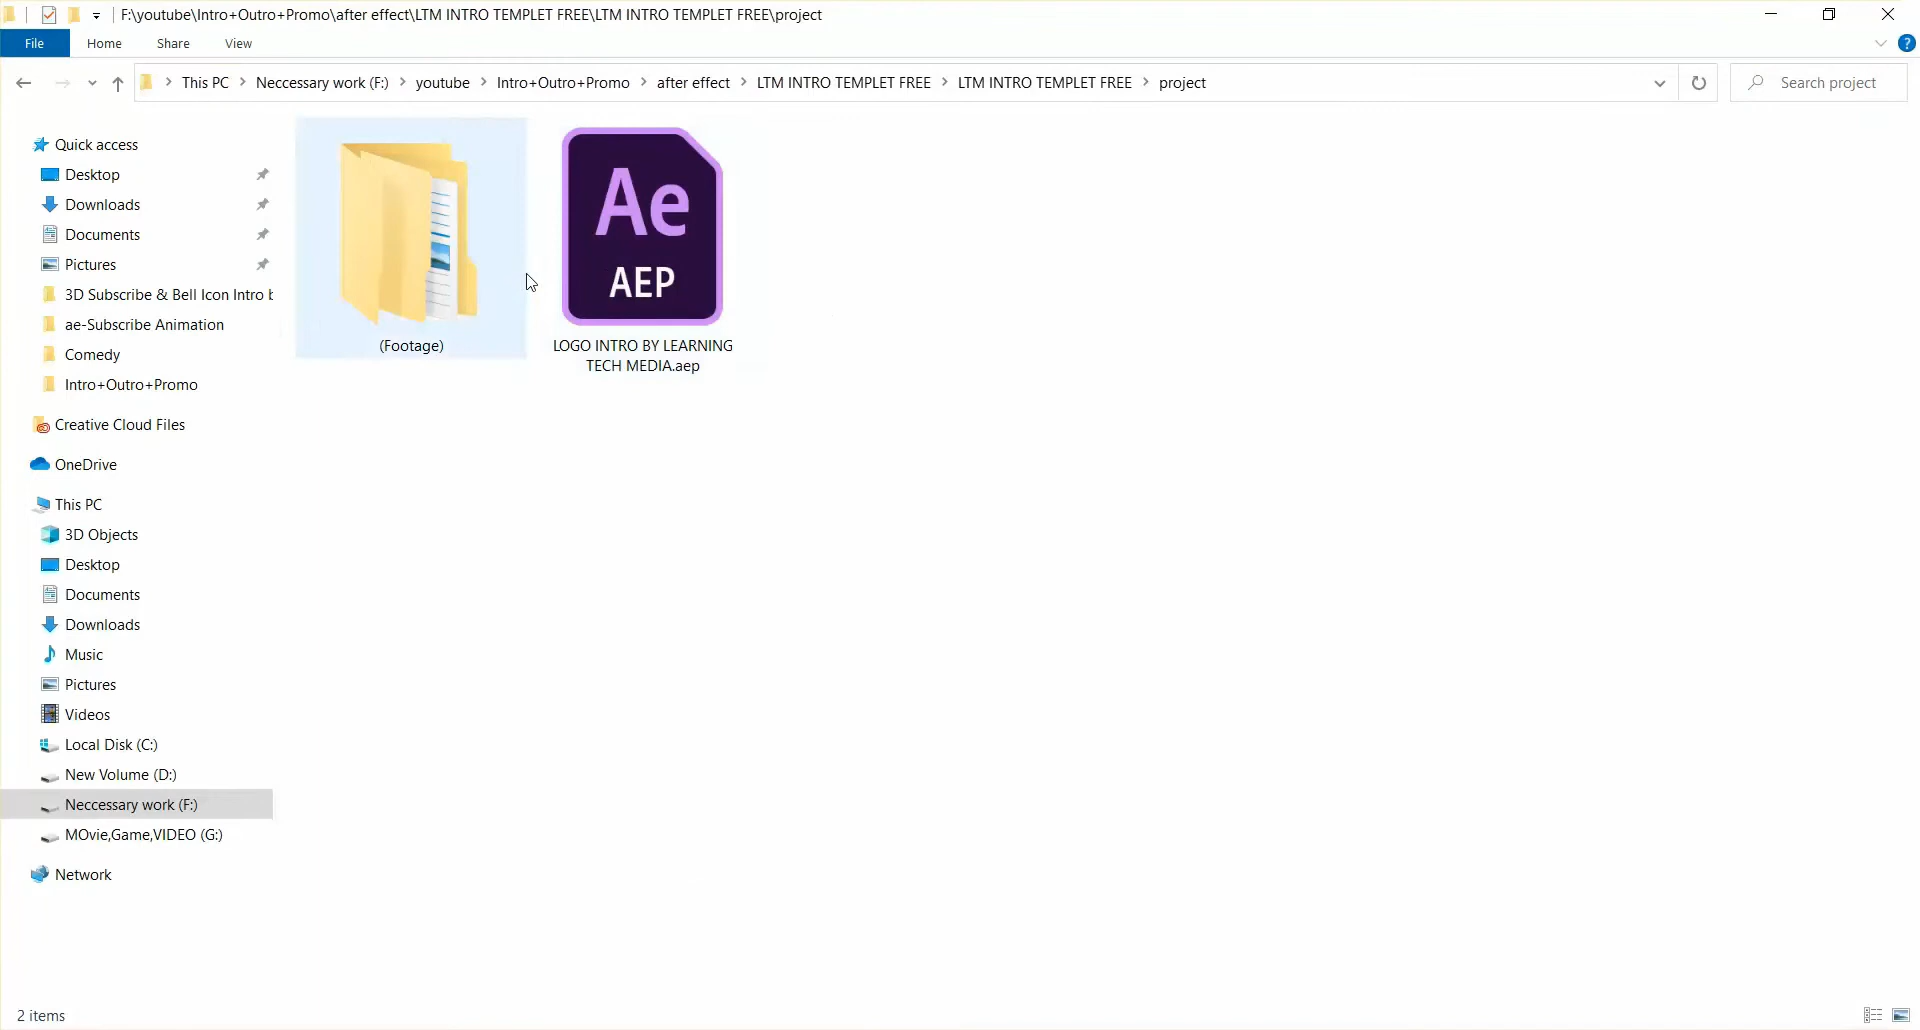 F:\youtube\Intro+Outro+Promo\after effect\LTM INTRO TEMPLET FREE\LTM INTRO TEMPLET FREE\project
File Home Share View
This PC Neccessary work (F:) youtube Intro+Outro+Promo after effect LTM INTRO TEMPLET FREE LTM INTRO TEMPLET FREE project
Search project
Quick access
Desktop
Downloads
Documents
Pictures
3D Subscribe & Bell Icon Intro b
ae-Subscribe Animation
Comedy
Intro+Outro+Promo
Creative Cloud Files
OneDrive
This PC
3D Objects
Desktop
Documents
Downloads
Music
Pictures
Videos
Local Disk (C:)
New Volume (D:)
Neccessary work (F:)
MOvie,Game,VIDEO (G:)
Network
(Footage)
Ae
AEP
LOGO INTRO BY LEARNING
TECH MEDIA.aep
2 items